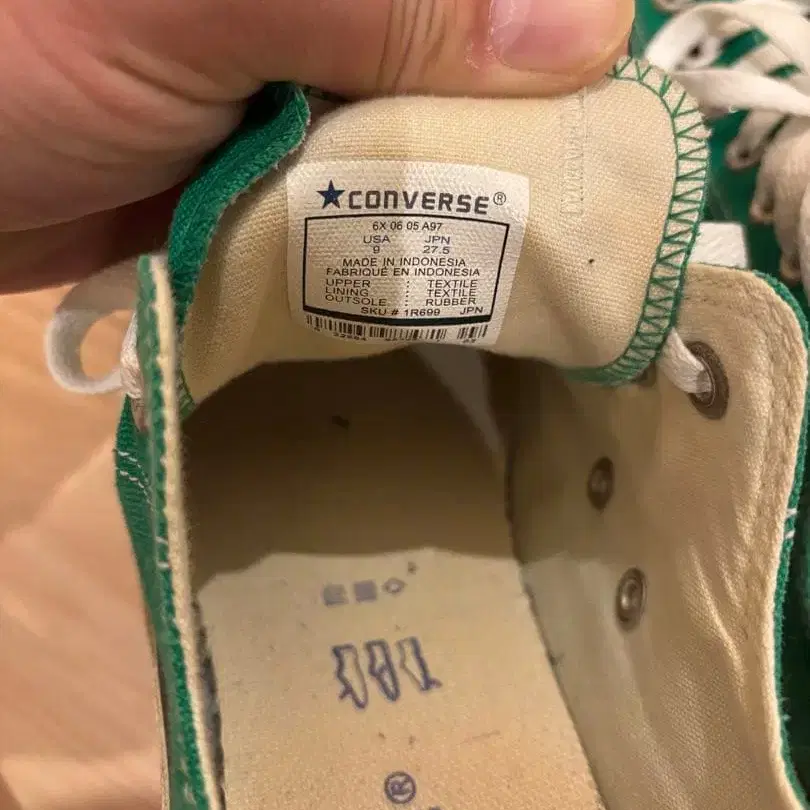 ★CONVERSE®
6X 06 05 A97
USA JPN
9 27.5
MADE IN INDONESIA
FABRIQUÉ EN INDONESIA
UPPER : TEXTILE
LINING : TEXTILE
OUTSOLE : RUBBER
SKU # 1R699 JPN
®